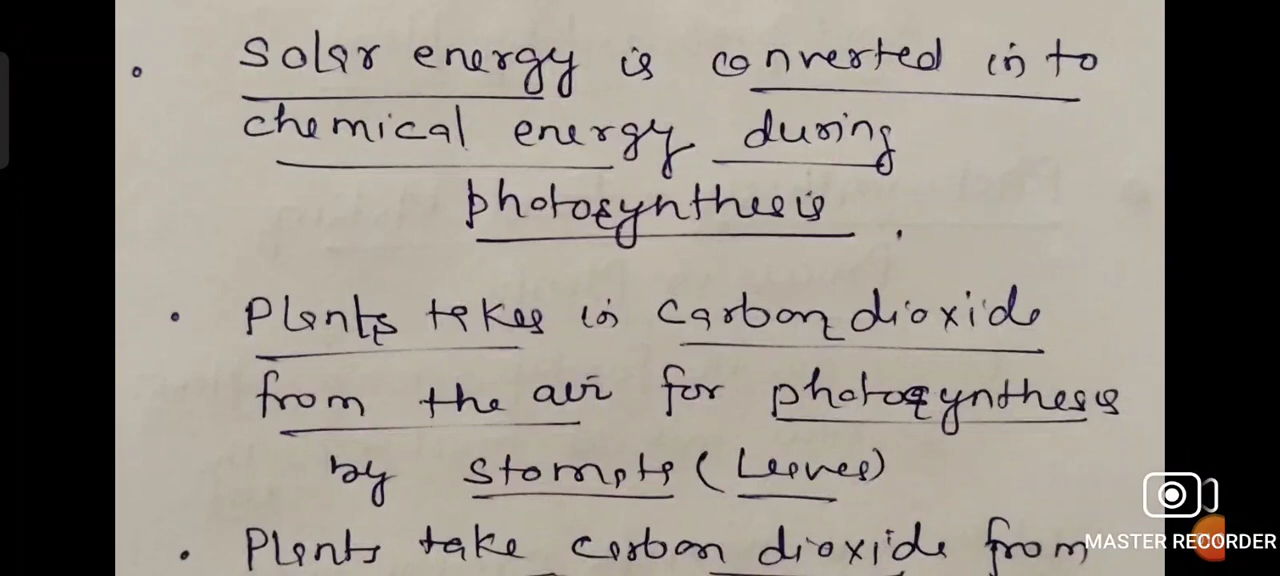 Solar energy is converted in to
chemical energy during
photosynthesis.
Plants takes in carbon dioxide
from the air for photosynthesis
by stomata (Leaves)
Plants take carbon dioxide from
MASTER RECORDER